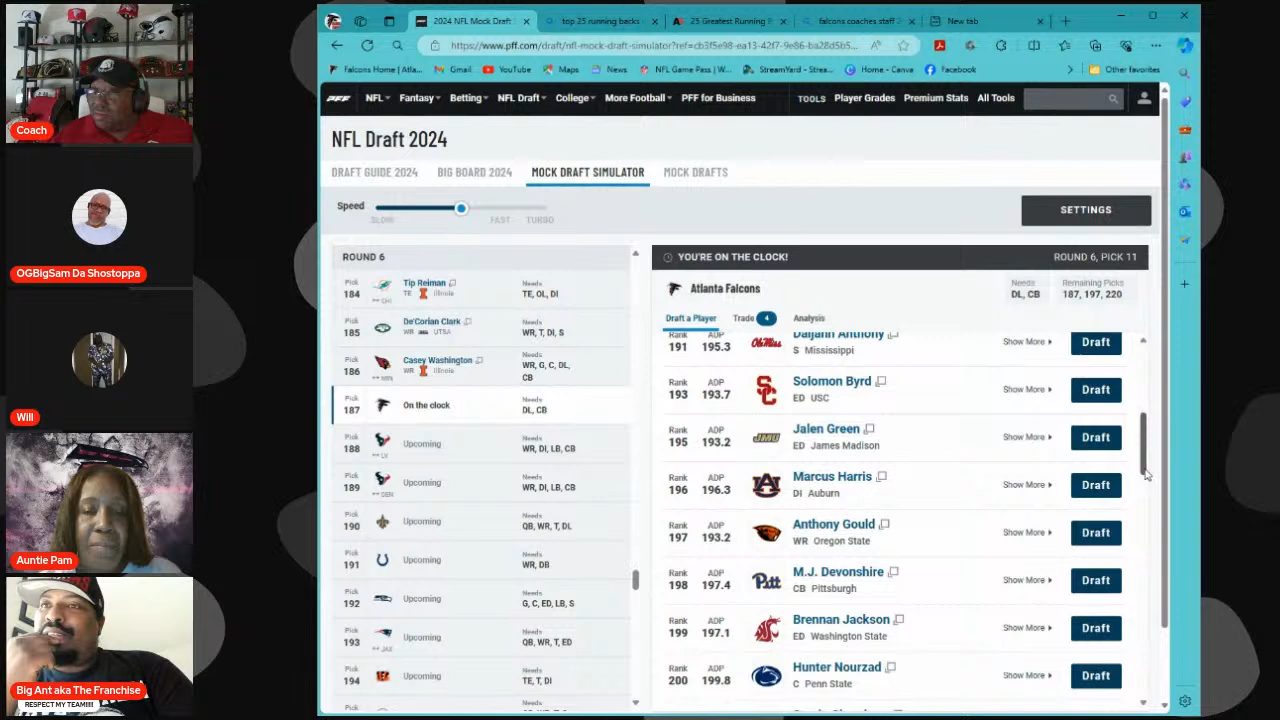 Coach
OGBigSam Da Shostoppa
Will
Auntie Pam
Big Ant aka The Franchise
RESPECT MY TEAM!!!!!
2024 NFL Mock Draft S
top 25 running backs
25 Greatest Running B
falcons coaches staff 2
New tab
https://www.pff.com/draft/nfl-mock-draft-simulator?ref=cb3f5e98-ea13-42f7-9e86-ba28d5b5...
Falcons Home | Atla...
Gmail
YouTube
Maps
News
NFL Game Pass | W...
StreamYard - Strea...
Home - Canva
Facebook
Other favorites
PFF
NFL
Fantasy
Betting
NFL Draft
College
More Football
PFF for Business
TOOLS
Player Grades
Premium Stats
All Tools
NFL Draft 2024
DRAFT GUIDE 2024
BIG BOARD 2024
MOCK DRAFT SIMULATOR
MOCK DRAFTS
Speed
SLOW
FAST
TURBO
SETTINGS
ROUND 6
Pick 184 Tip Reiman TE Illinois Needs TE, OL, DI
Pick 185 De'Corian Clark WR UTSA Needs WR, T, DI, S
Pick 186 Casey Washington WR Illinois Needs WR, G, C, DL, CB
Pick 187 On the clock Needs DL, CB
Pick 188 Upcoming Needs WR, DI, LB, CB
Pick 189 Upcoming Needs WR, DI, LB, CB
Pick 190 Upcoming Needs QB, WR, T, DL
Pick 191 Upcoming Needs WR, DB
Pick 192 Upcoming Needs G, C, ED, LB, S
Pick 193 Upcoming Needs QB, WR, T, ED
Pick 194 Upcoming Needs TE, T, DI
YOU'RE ON THE CLOCK!
ROUND 6, PICK 11
Atlanta Falcons
Needs
DL, CB
Remaining Picks
187, 197, 220
Draft a Player
Trade 4
Analysis
Rank 191 ADP 195.3 Daijahn Anthony S Mississippi Show More Draft
Rank 193 ADP 193.7 Solomon Byrd ED USC Show More Draft
Rank 195 ADP 193.2 Jalen Green ED James Madison Show More Draft
Rank 196 ADP 196.3 Marcus Harris DI Auburn Show More Draft
Rank 197 ADP 193.2 Anthony Gould WR Oregon State Show More Draft
Rank 198 ADP 197.4 M.J. Devonshire CB Pittsburgh Show More Draft
Rank 199 ADP 197.1 Brennan Jackson ED Washington State Show More Draft
Rank 200 ADP 199.8 Hunter Nourzad C Penn State Show More Draft